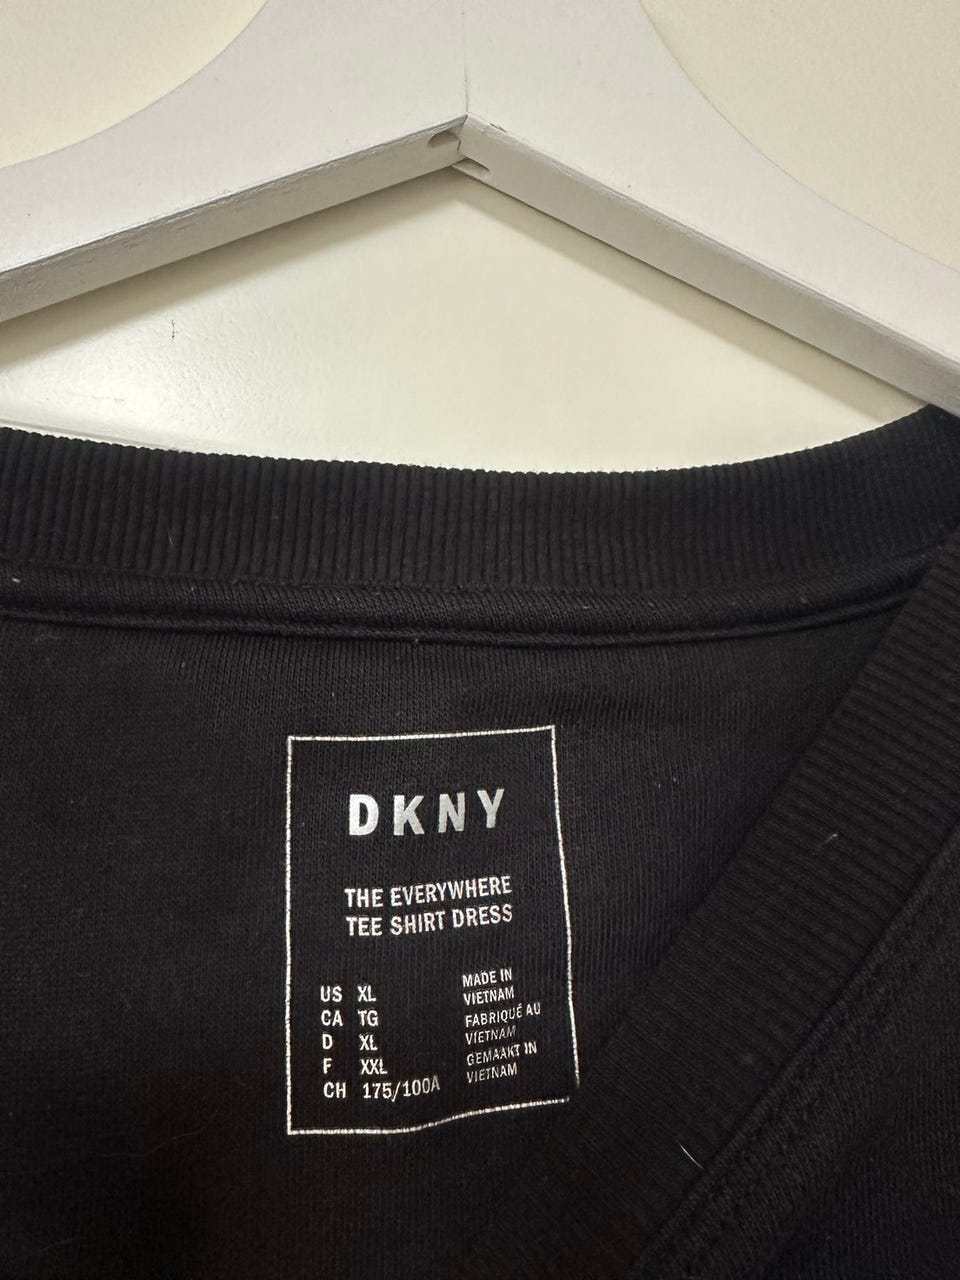 DKNY
THE EVERYWHERE
TEE SHIRT DRESS
US XL
CA TG
D XL
F XXL
CH 175/100A
MADE IN
VIETNAM
FABRIQUÉ AU
VIETNAM
GEMAAKT IN
VIETNAM